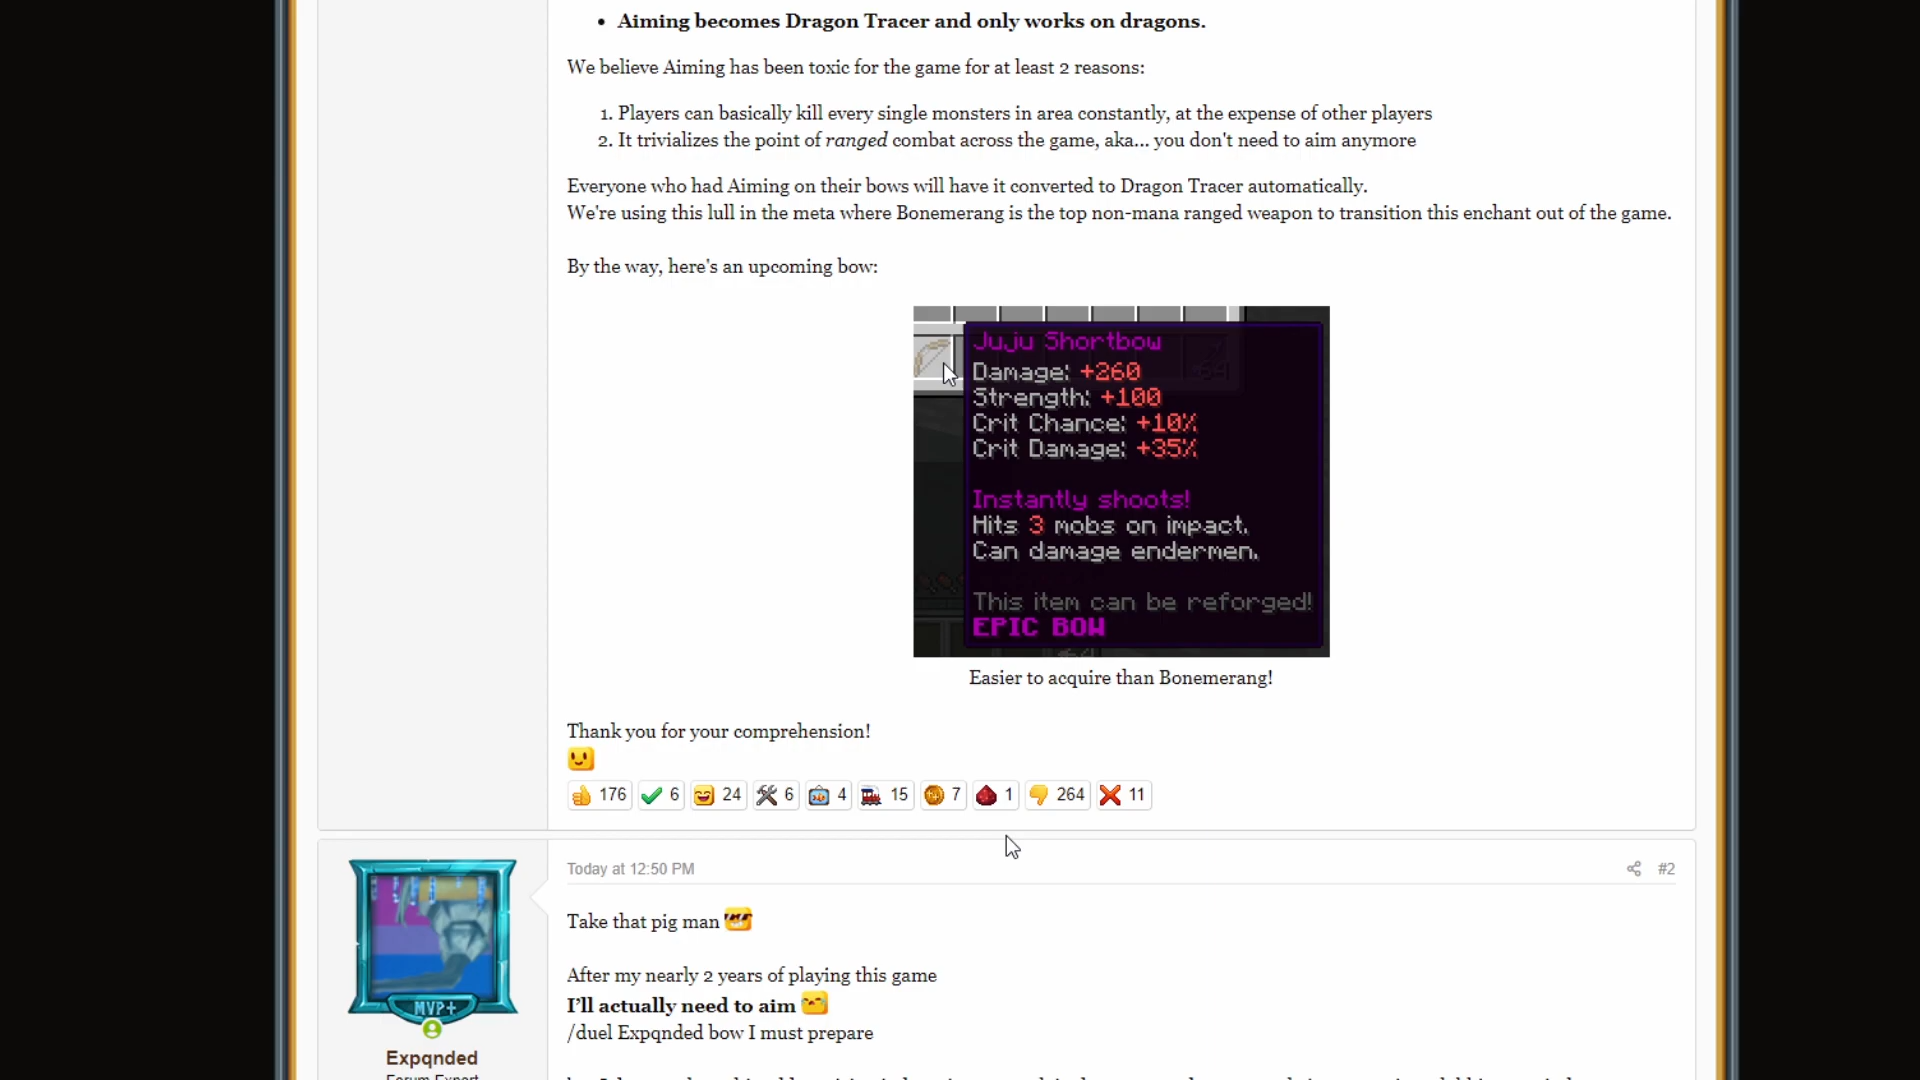 Aiming becomes Dragon Tracer and only works on dragons.
We believe Aiming has been toxic for the game for at least 2 reasons:
1. Players can basically kill every single monsters in area constantly, at the expense of other players
2. It trivializes the point of ranged combat across the game, aka... you don't need to aim anymore
Everyone who had Aiming on their bows will have it converted to Dragon Tracer automatically.
We're using this lull in the meta where Bonemerang is the top non-mana ranged weapon to transition this enchant out of the game.
By the way, here's an upcoming bow:
Juju Shortbow
Damage: +260
Strength: +100
Crit Chance: +10%
Crit Damage: +35%
Instantly shoots!
Hits 3 mobs on impact.
Can damage endermen.
This item can be reforged!
EPIC BOW
Easier to acquire than Bonemerang!
Thank you for your comprehension!
176 6 24 6 4 15 7 1 264 11
Today at 12:50 PM #2
Take that pig man
After my nearly 2 years of playing this game
I'll actually need to aim
/duel Expqnded bow I must prepare
MVP+
Expqnded
Forum Expert